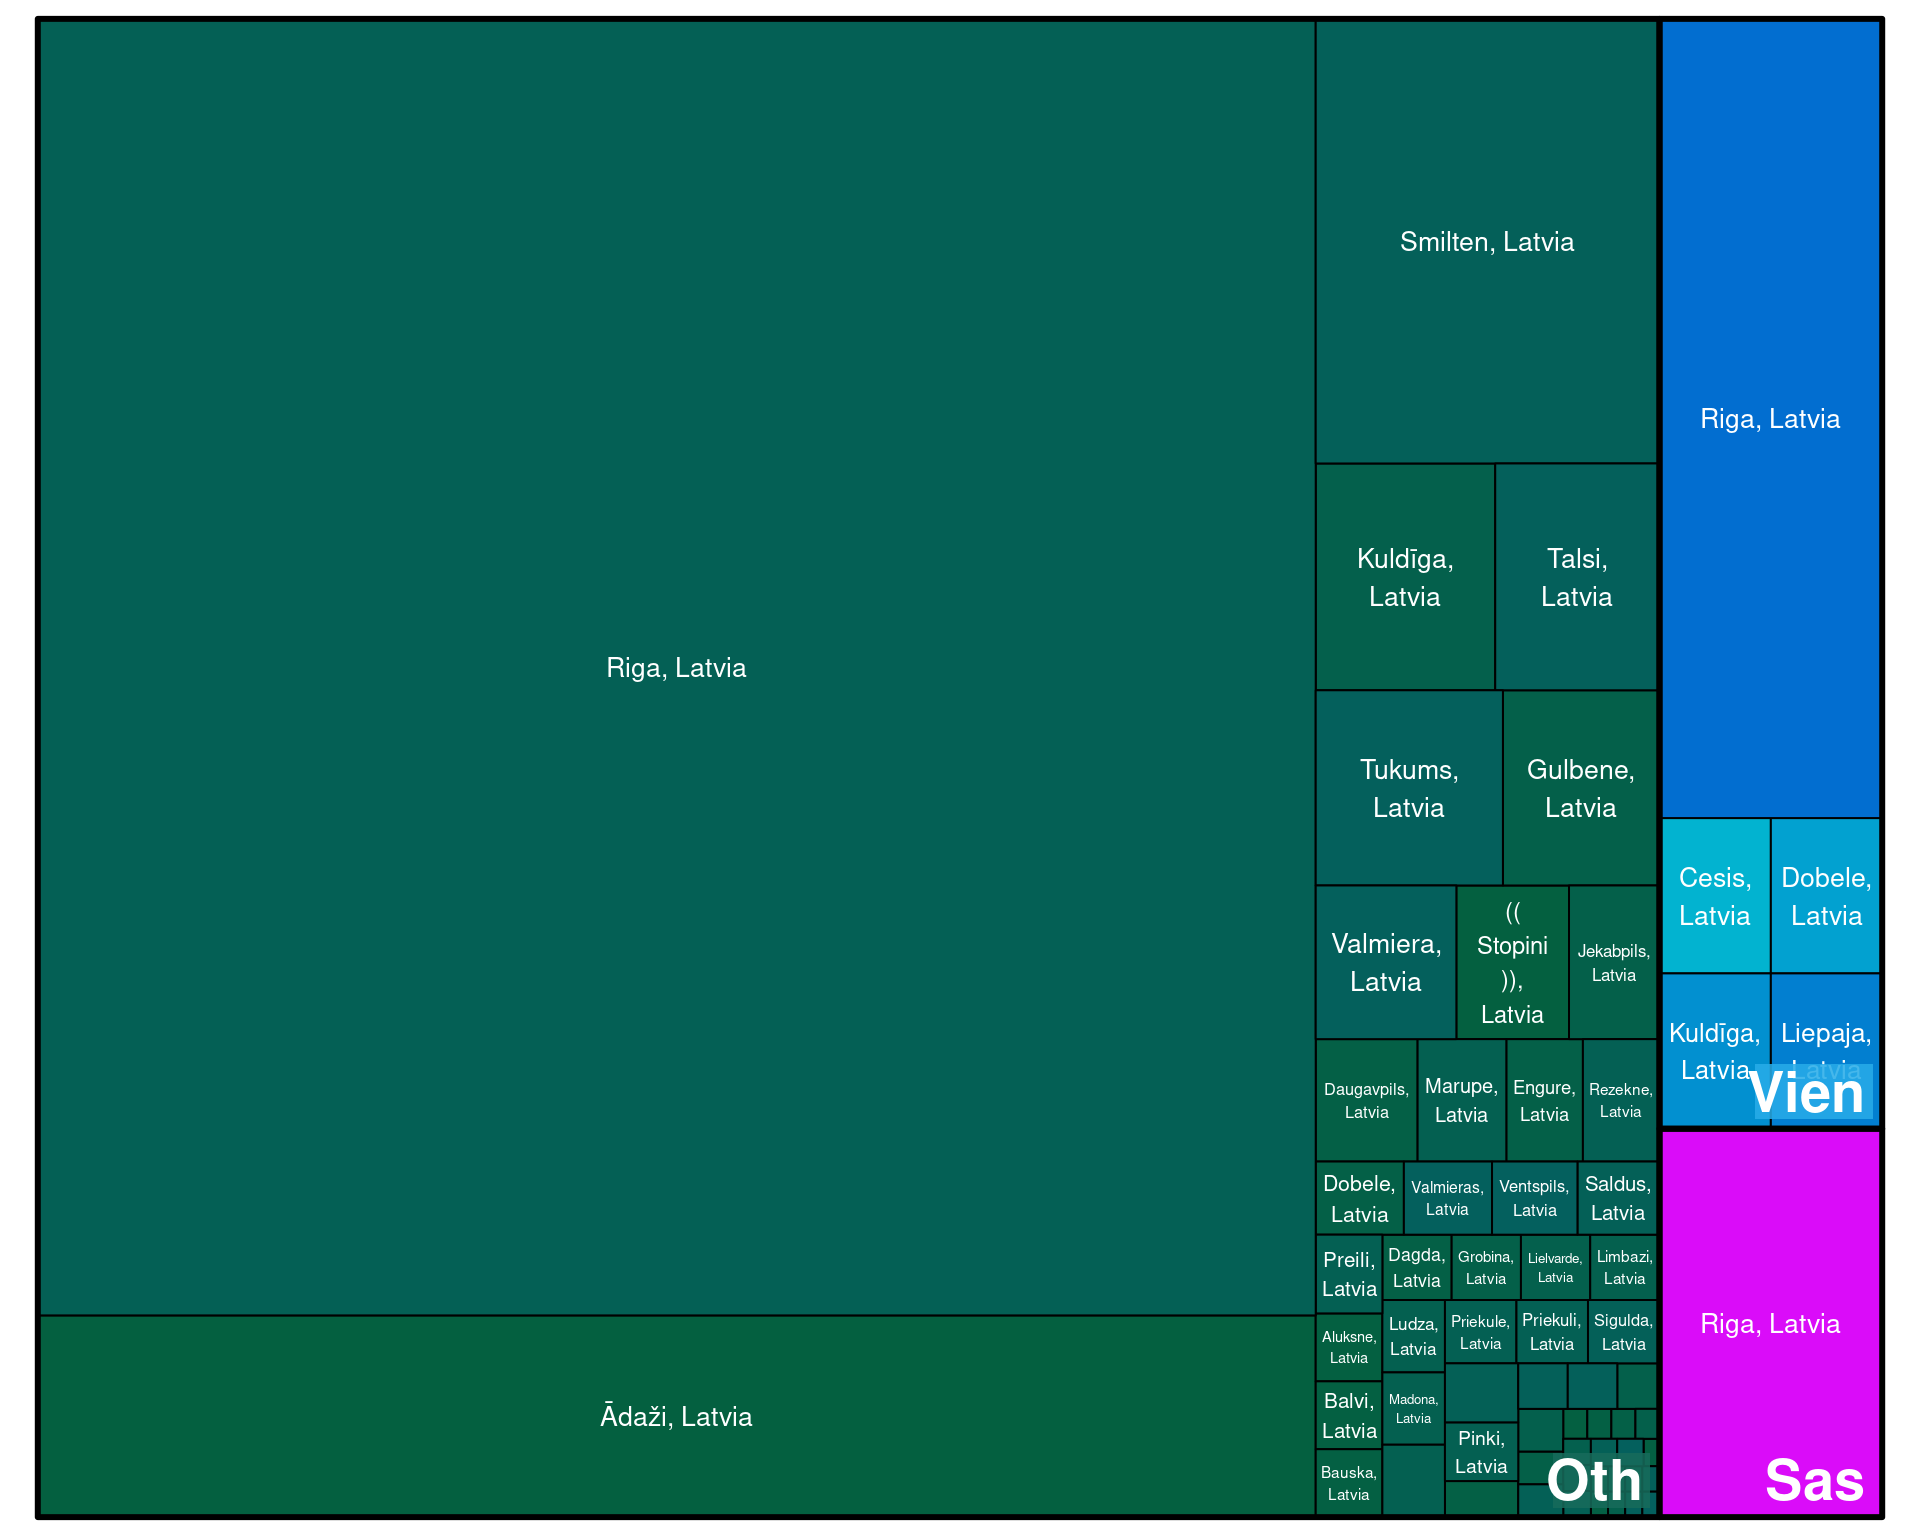 Riga, Latvia
Ādaži, Latvia
Smilten, Latvia
Kuldīga,
Latvia
Talsi,
Latvia
Tukums,
Latvia
Gulbene,
Latvia
Valmiera,
Latvia
((
Stopini
)),
Latvia
Jekabpils,
Latvia
Daugavpils,
Latvia
Marupe,
Latvia
Engure,
Latvia
Rezekne,
Latvia
Dobele,
Latvia
Valmieras,
Latvia
Ventspils,
Latvia
Saldus,
Latvia
Preili,
Latvia
Dagda,
Latvia
Grobina,
Latvia
Lielvarde,
Latvia
Limbazi,
Latvia
Aluksne,
Latvia
Ludza,
Latvia
Priekule,
Latvia
Priekuli,
Latvia
Sigulda,
Latvia
Balvi,
Latvia
Madona,
Latvia
Pinki,
Latvia
Bauska,
Latvia
Oth
Riga, Latvia
Cesis,
Latvia
Dobele,
Latvia
Kuldīga,
Latvia
Liepaja,
Latvia
Vien
Riga, Latvia
Sas